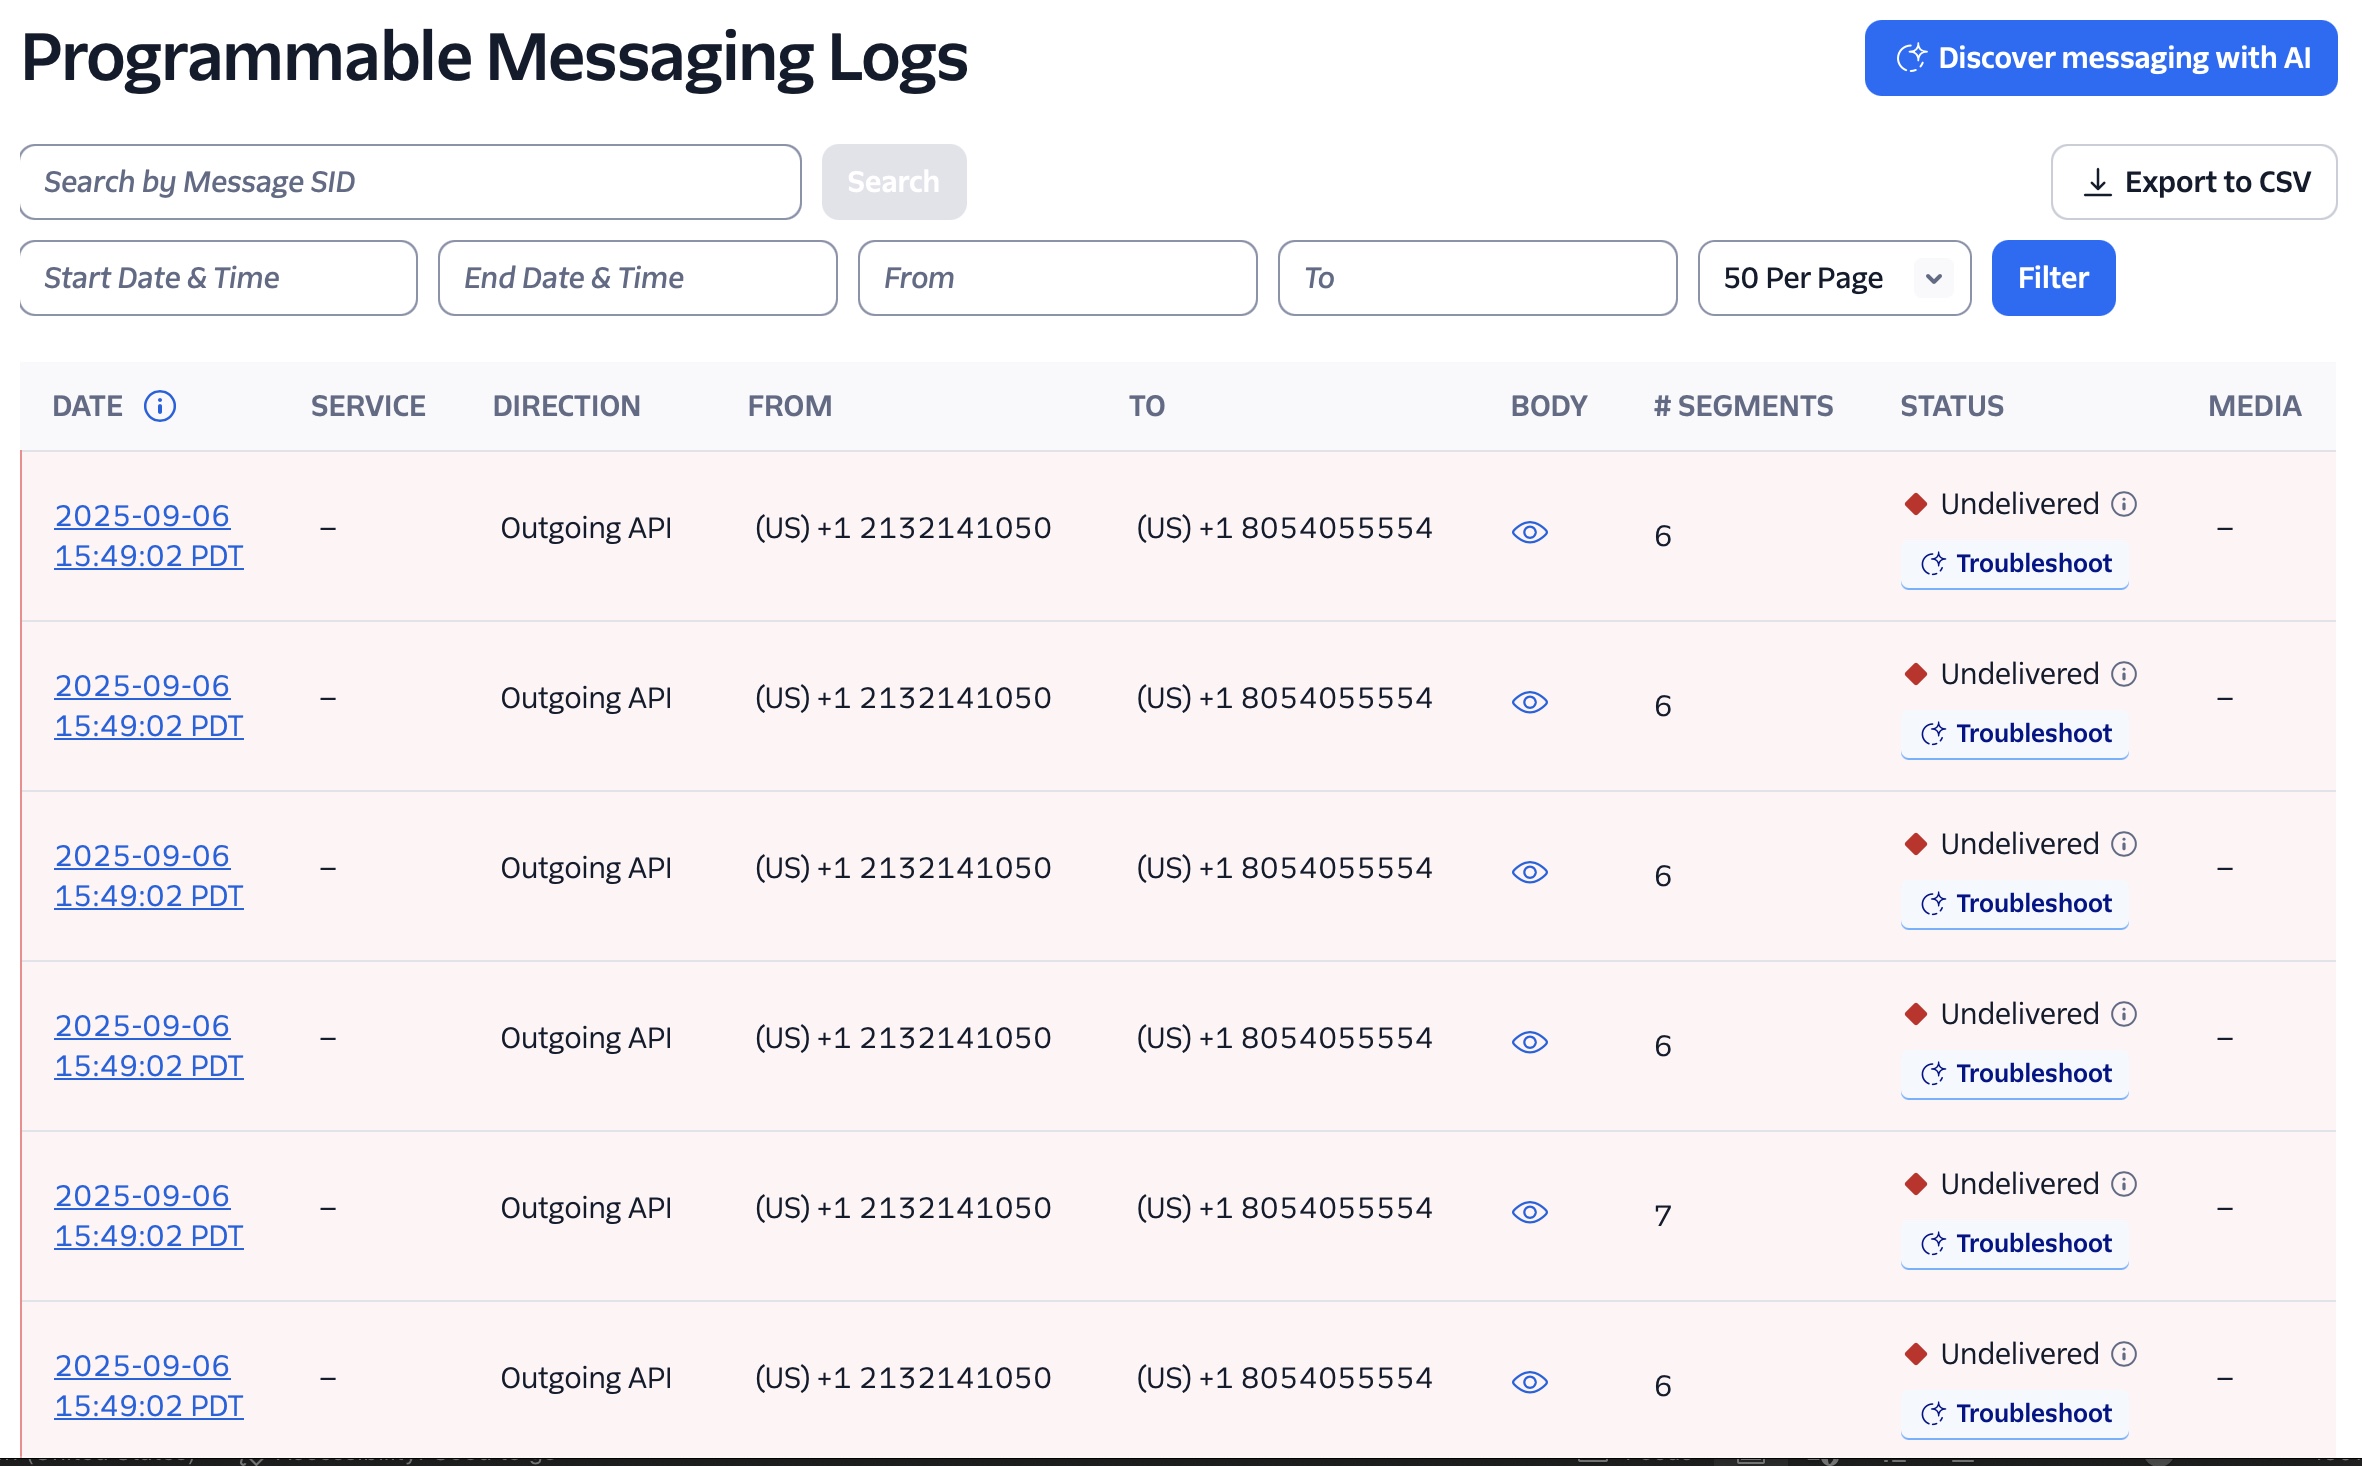 Programmable Messaging Logs
Discover messaging with AI
Search by Message SID
Search
Export to CSV
Start Date & Time
End Date & Time
From
To
50 Per Page
Filter
DATE SERVICE DIRECTION FROM TO BODY # SEGMENTS STATUS MEDIA
2025-09-06
15:49:02 PDT
–
Outgoing API
(US) +1 2132141050
(US) +1 8054055554
6
Undelivered
Troubleshoot
–
2025-09-06
15:49:02 PDT
–
Outgoing API
(US) +1 2132141050
(US) +1 8054055554
6
Undelivered
Troubleshoot
–
2025-09-06
15:49:02 PDT
–
Outgoing API
(US) +1 2132141050
(US) +1 8054055554
6
Undelivered
Troubleshoot
–
2025-09-06
15:49:02 PDT
–
Outgoing API
(US) +1 2132141050
(US) +1 8054055554
6
Undelivered
Troubleshoot
–
2025-09-06
15:49:02 PDT
–
Outgoing API
(US) +1 2132141050
(US) +1 8054055554
7
Undelivered
Troubleshoot
–
2025-09-06
15:49:02 PDT
–
Outgoing API
(US) +1 2132141050
(US) +1 8054055554
6
Undelivered
Troubleshoot
–